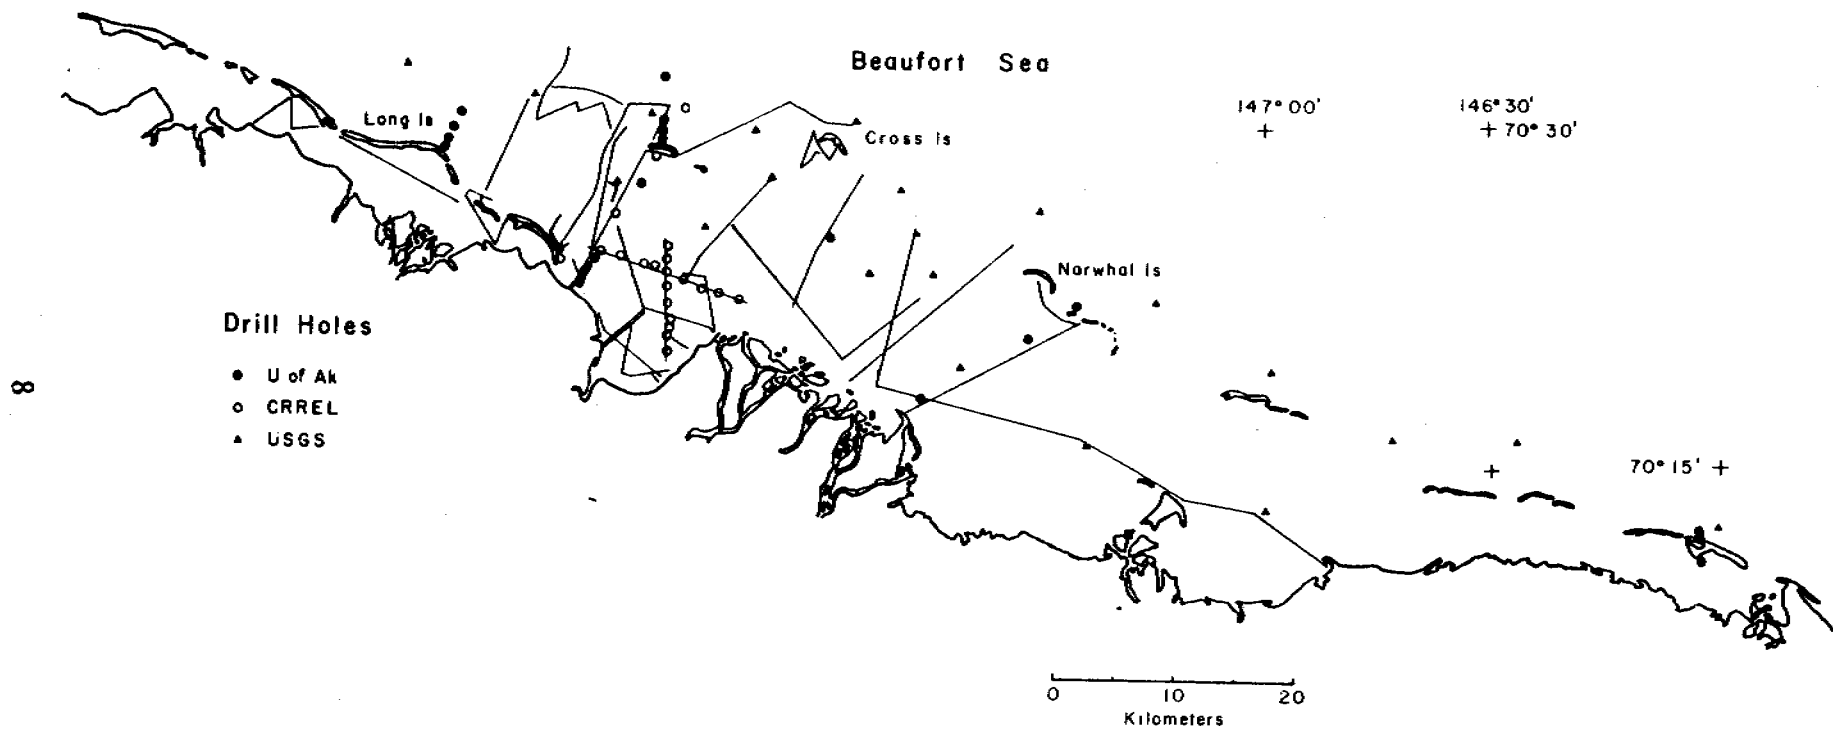 Beaufort Sea
147° 00'
146° 30'
+ 70° 30'
Long Is
Cross Is
Narwhal Is
Drill Holes
● U of Ak
○ CRREL
▲ USGS
8
70° 15' +
0 10 20
Kilometers